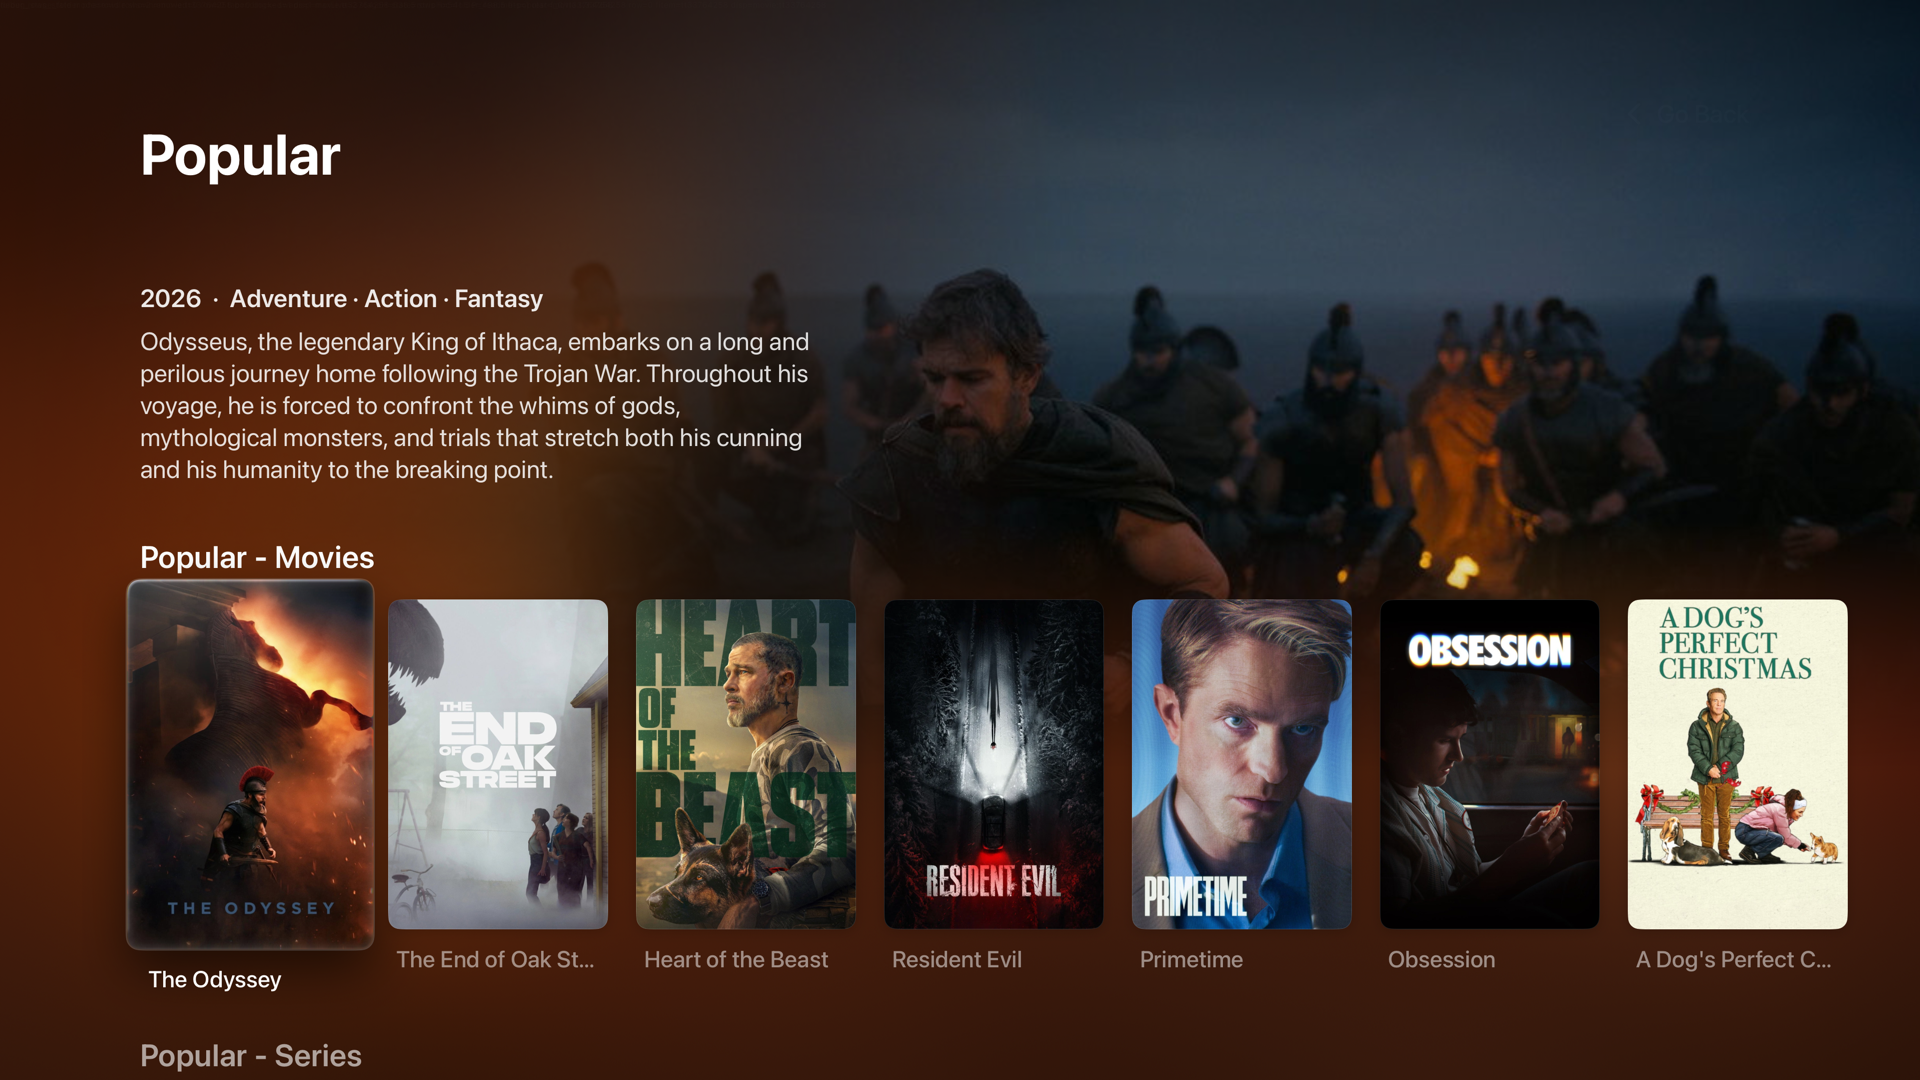 Go Back
Popular
2026 · Adventure · Action · Fantasy
Odysseus, the legendary King of Ithaca, embarks on a long and
perilous journey home following the Trojan War. Throughout his
voyage, he is forced to confront the whims of gods,
mythological monsters, and trials that stretch both his cunning
and his humanity to the breaking point.
Popular - Movies
THE ODYSSEY
THE
END
OF OAK
STREET
HEART
OF
THE
BEAST
RESIDENT EVIL
PRIMETIME
OBSESSION
A DOG'S
PERFECT
CHRISTMAS
The Odyssey
The End of Oak St...
Heart of the Beast
Resident Evil
Primetime
Obsession
A Dog's Perfect C...
Popular - Series